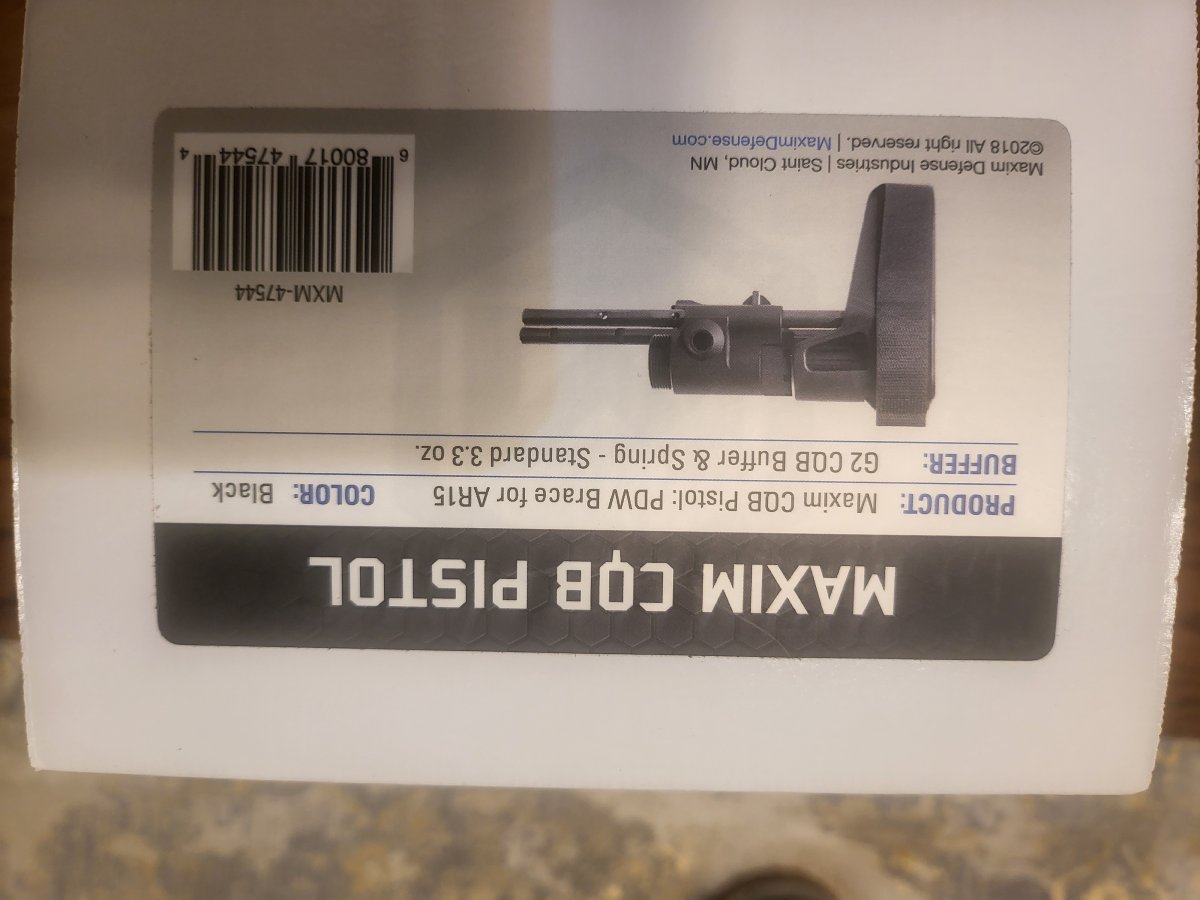 MAXIM CQB PISTOL
PRODUCT: Maxim CQB Pistol: PDW Brace for AR15 COLOR: Black
BUFFER: G2 CQB Buffer & Spring - Standard 3.3 oz.
MXM-47544
6 80017 47544 4
Maxim Defense Industries | Saint Cloud, MN
©2018 All right reserved. | MaximDefense.com